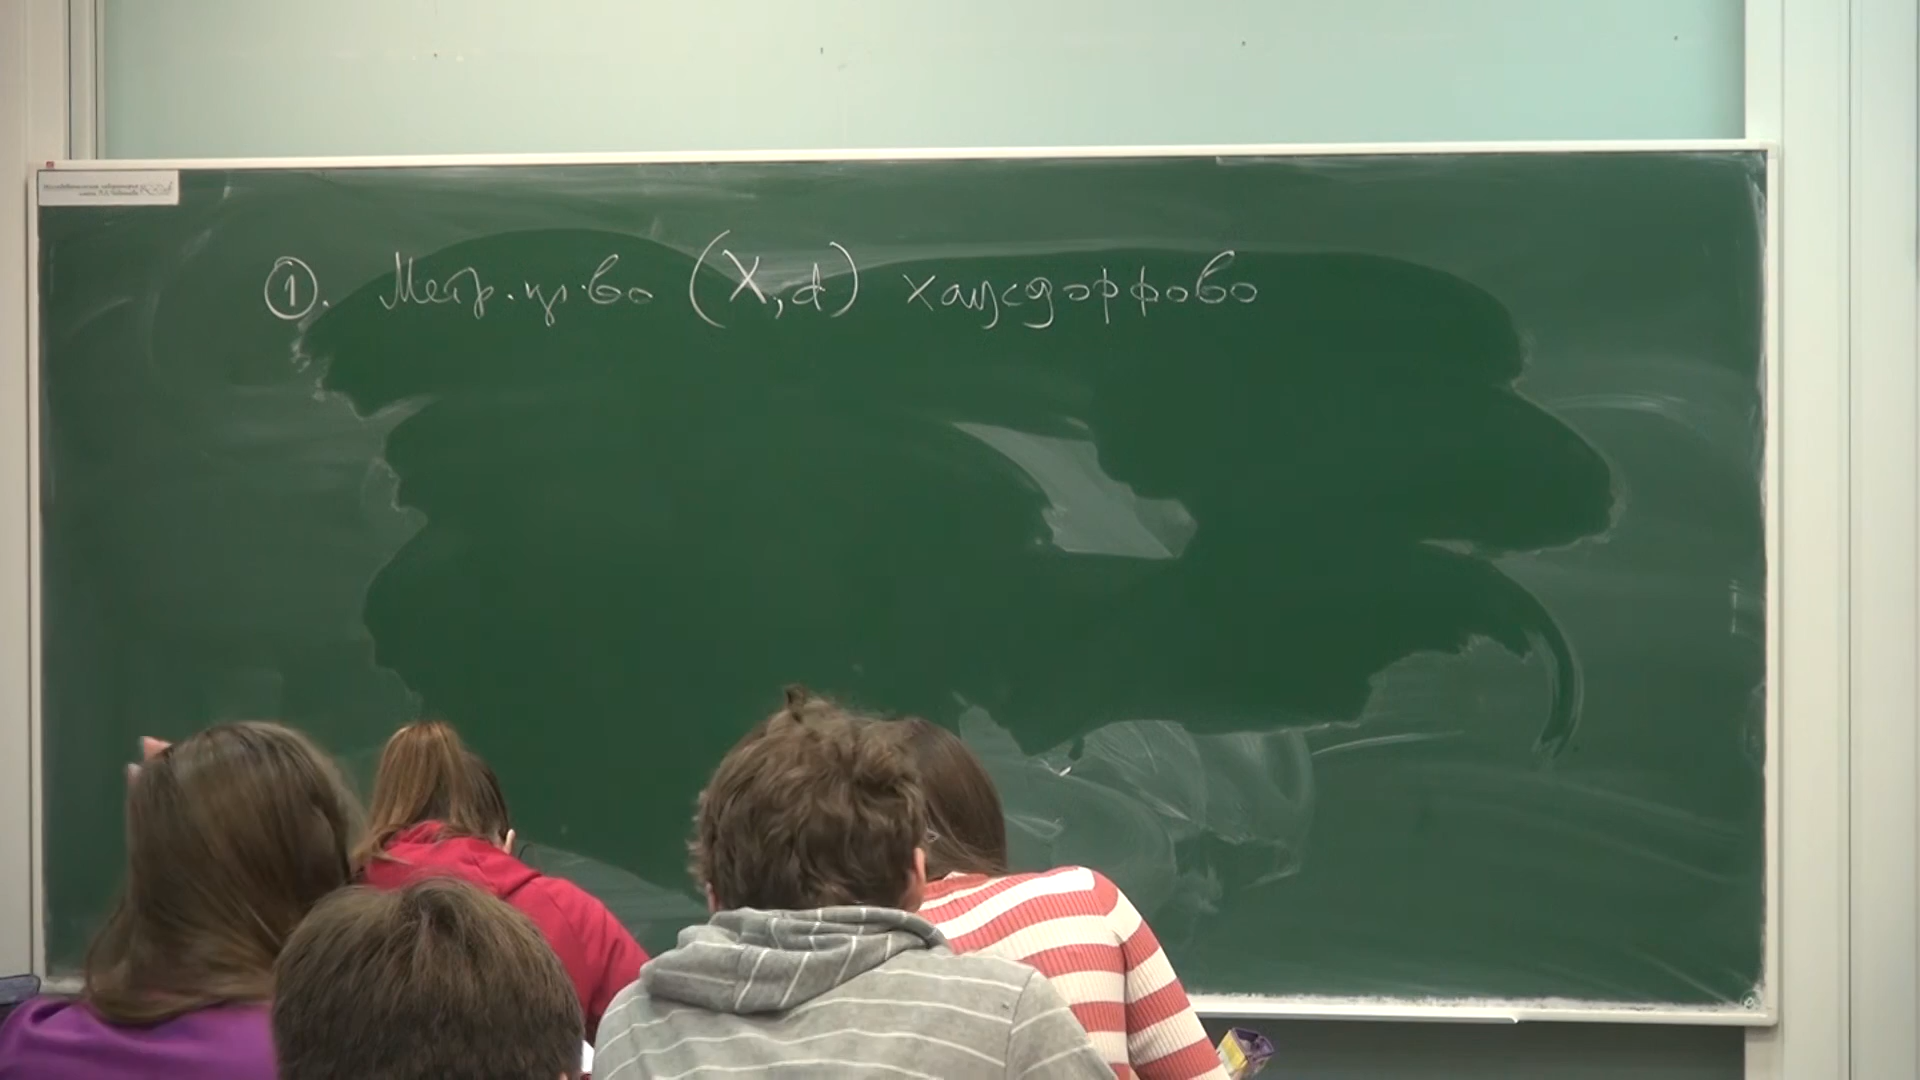 ①. Метр. пр-во (X, d) хаусдорфово